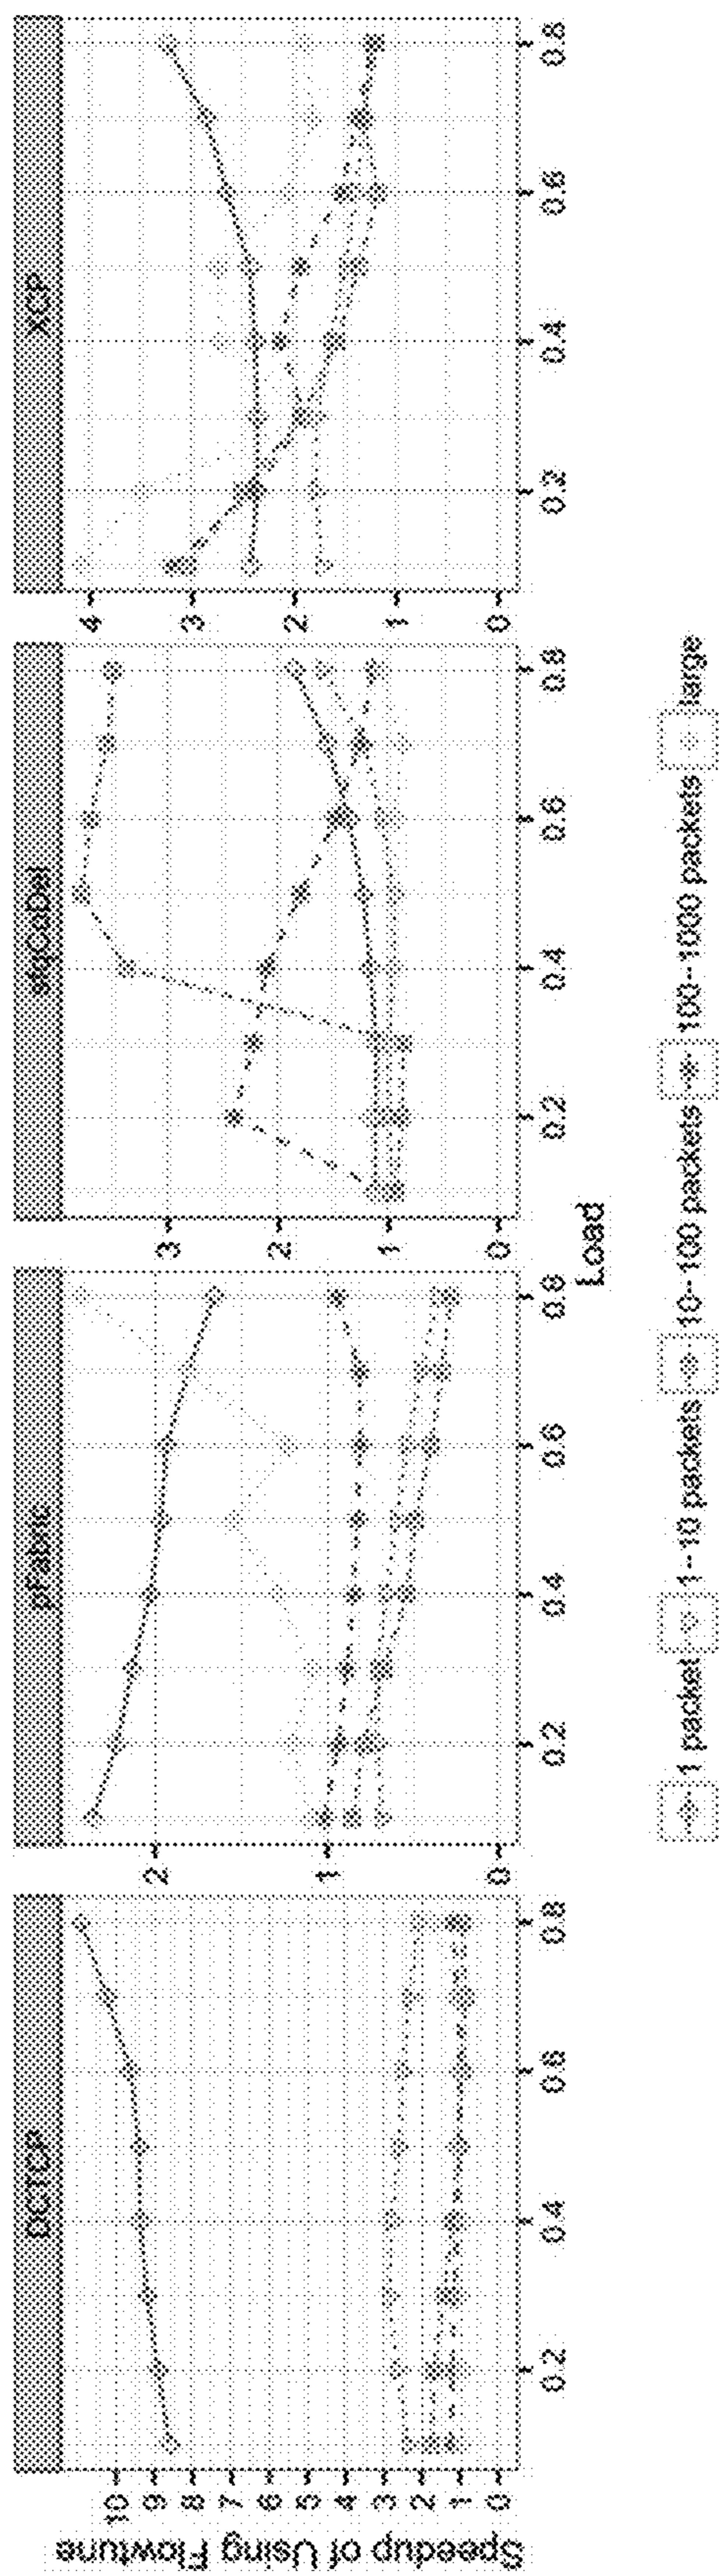 Speedup of Using Flowtune
DCTCP
pFabric
sfqCoDel
XCP
10
9
8
7
6
5
4
3
2
1
0
2
1
0
3
2
1
0
4
3
2
1
0
0.2 0.4 0.6 0.8
0.2 0.4 0.6 0.8
0.2 0.4 0.6 0.8
0.2 0.4 0.6 0.8
Load
1 packet 1-10 packets 10-100 packets 100-1000 packets large